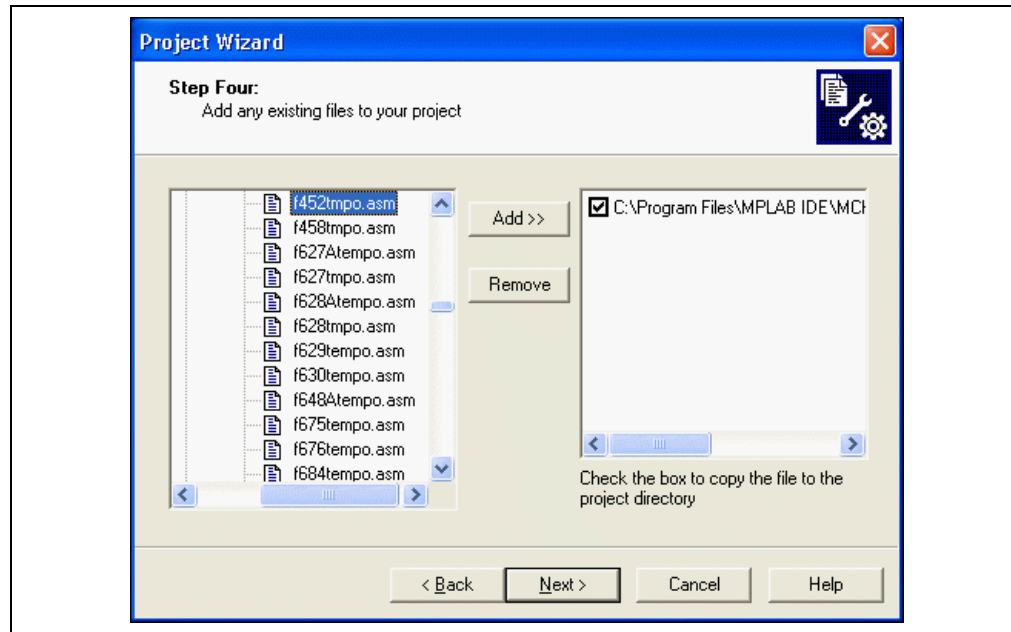 Project Wizard
Step Four:
Add any existing files to your project
f452tmpo.asm
f458tmpo.asm
f627Atempo.asm
f627tmpo.asm
f628Atempo.asm
f628tmpo.asm
f629tempo.asm
f630tempo.asm
f648Atempo.asm
f675tempo.asm
f676tempo.asm
f684tempo.asm
Add >>
Remove
C:\Program Files\MPLAB IDE\MCH
Check the box to copy the file to the
project directory
< Back
Next >
Cancel
Help